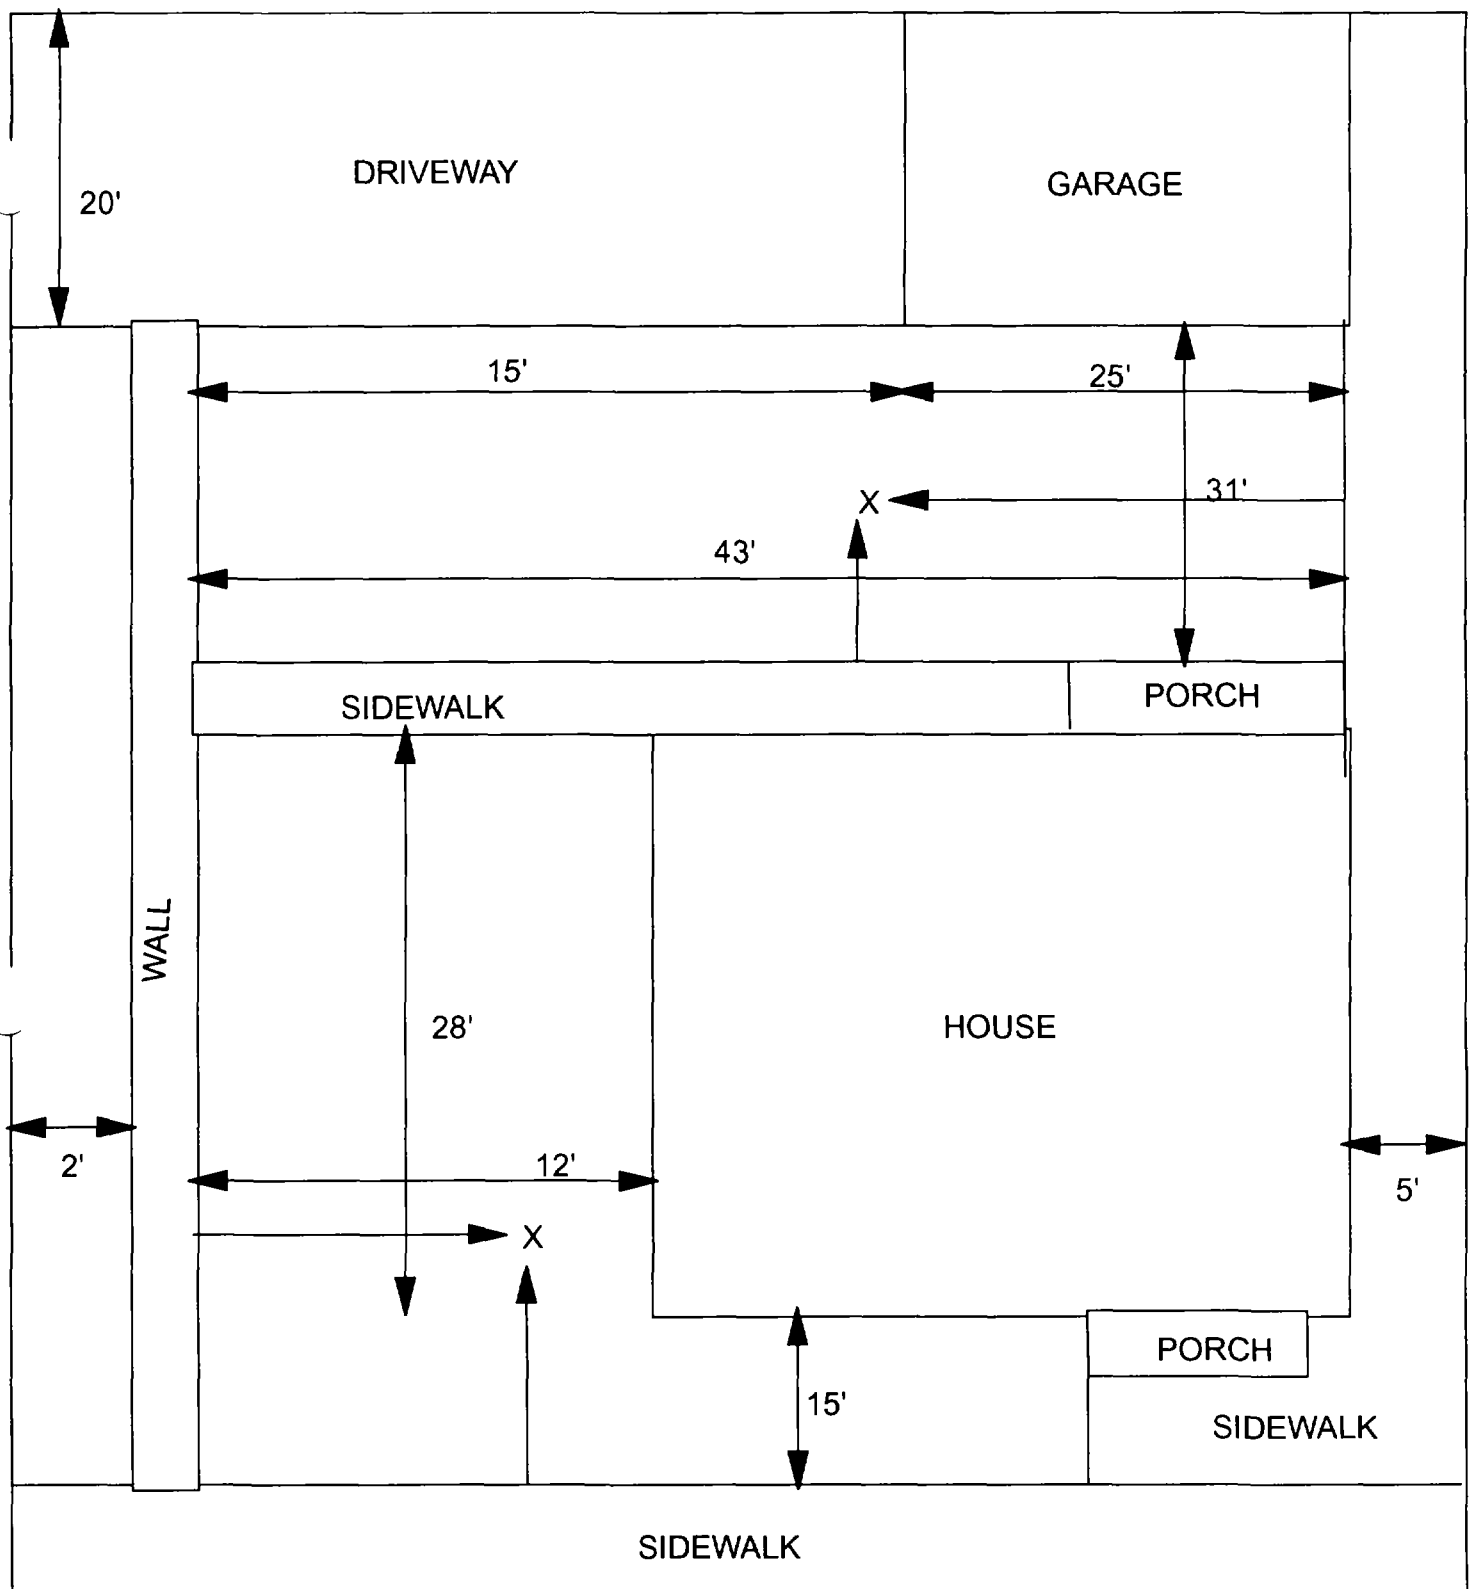 DRIVEWAY
GARAGE
20'
15'
25'
X
31'
43'
SIDEWALK
PORCH
WALL
28'
HOUSE
2'
12'
5'
X
PORCH
15'
SIDEWALK
SIDEWALK